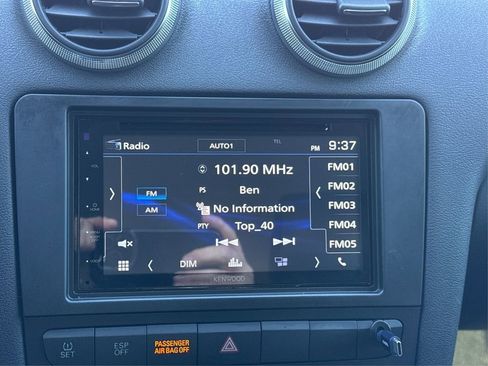 Radio AUTO1 TEL PM 9:37
101.90 MHz FM01
FM PS Ben FM02
AM No Information FM03
PTY Top_40 FM04
FM05
DIM
KENWOOD
SET
ESP OFF
PASSENGER AIR BAG OFF